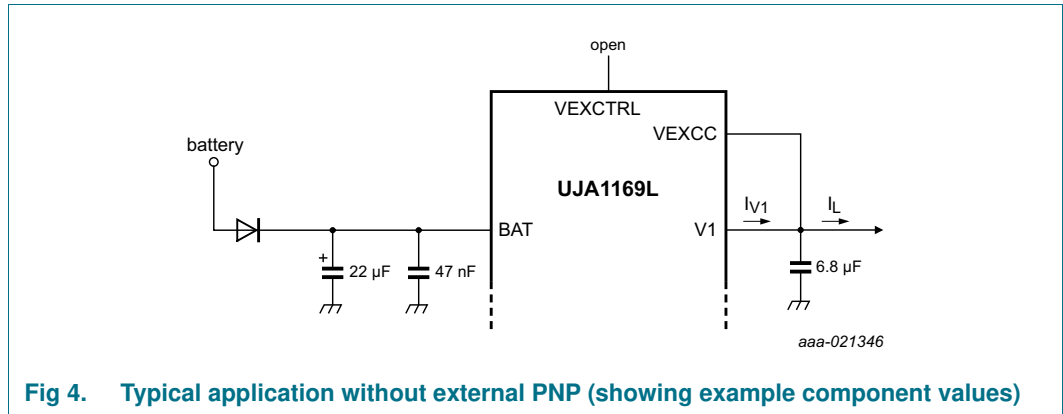 open
VEXCTRL
VEXCC
battery
UJA1169L
IV1
IL
BAT
V1
+
22 µF
47 nF
6.8 µF
aaa-021346
Fig 4. Typical application without external PNP (showing example component values)